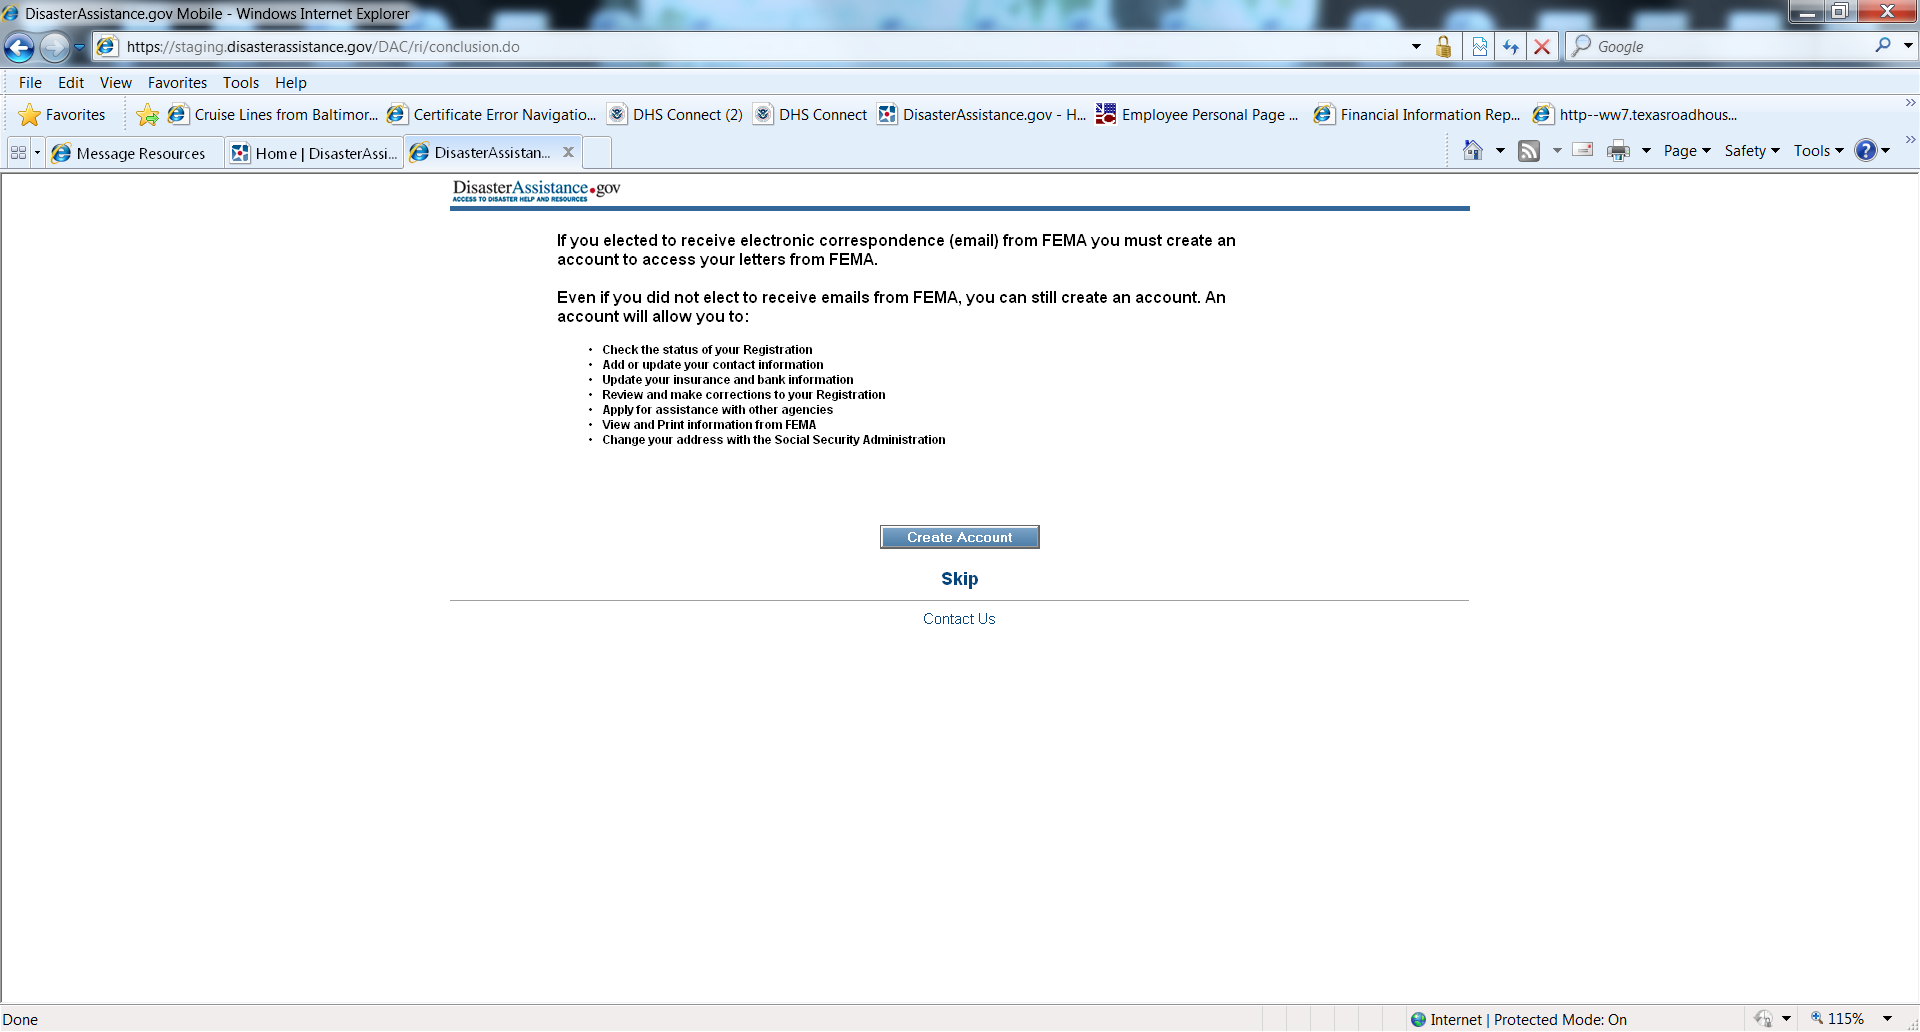 DisasterAssistance.gov Mobile - Windows Internet Explorer
https://staging.disasterassistance.gov/DAC/ri/conclusion.do
Google
File Edit View Favorites Tools Help
Favorites Cruise Lines from Baltimor... Certificate Error Navigatio... DHS Connect (2) DHS Connect DisasterAssistance.gov - H... Employee Personal Page ... Financial Information Rep... http--ww7.texasroadhous...
Message Resources Home | DisasterAssi... DisasterAssistan... Page Safety Tools
DisasterAssistance.gov
ACCESS TO DISASTER HELP AND RESOURCES
If you elected to receive electronic correspondence (email) from FEMA you must create an
account to access your letters from FEMA.
Even if you did not elect to receive emails from FEMA, you can still create an account. An
account will allow you to:
• Check the status of your Registration
• Add or update your contact information
• Update your insurance and bank information
• Review and make corrections to your Registration
• Apply for assistance with other agencies
• View and Print information from FEMA
• Change your address with the Social Security Administration
Create Account
Skip
Contact Us
Done Internet | Protected Mode: On 115%